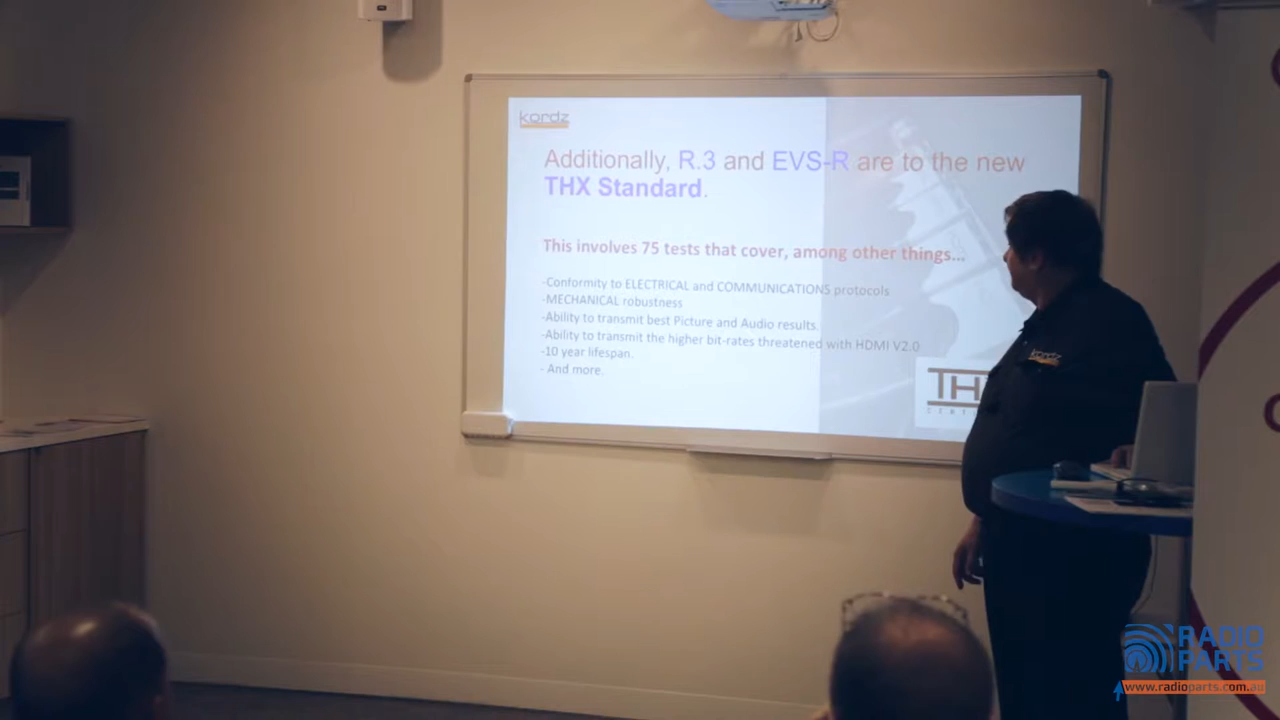 kordz
Additionally, R.3 and EVS-R are to the new
THX Standard.
This involves 75 tests that cover, among other things...
-Conformity to ELECTRICAL and COMMUNICATIONS protocols
-MECHANICAL robustness
-Ability to transmit best Picture and Audio results.
-Ability to transmit the higher bit-rates threatened with HDMI V2.0
-10 year lifespan.
- And more.
kordz
RADIO
PARTS
www.radioparts.com.au